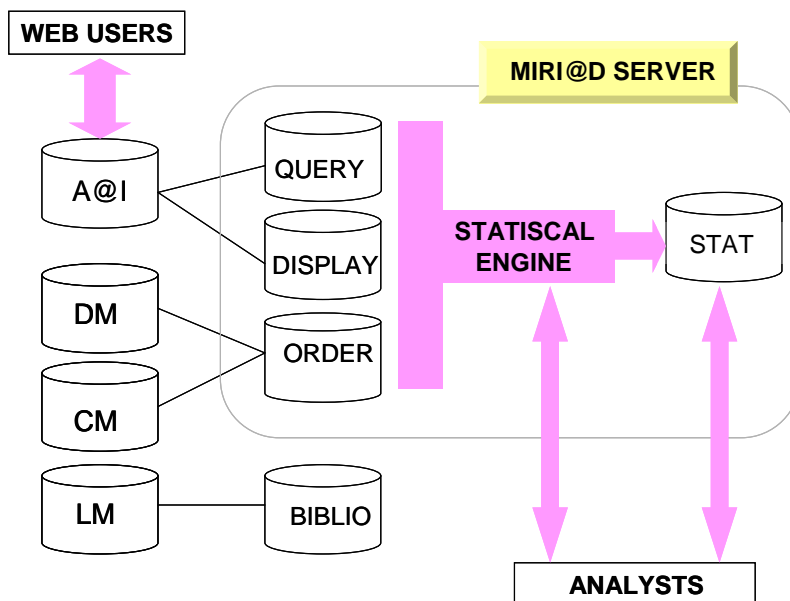 WEB USERS
MIRI@D SERVER
A@I
QUERY
DISPLAY
STATISCAL
ENGINE
STAT
DM
ORDER
CM
LM
BIBLIO
ANALYSTS